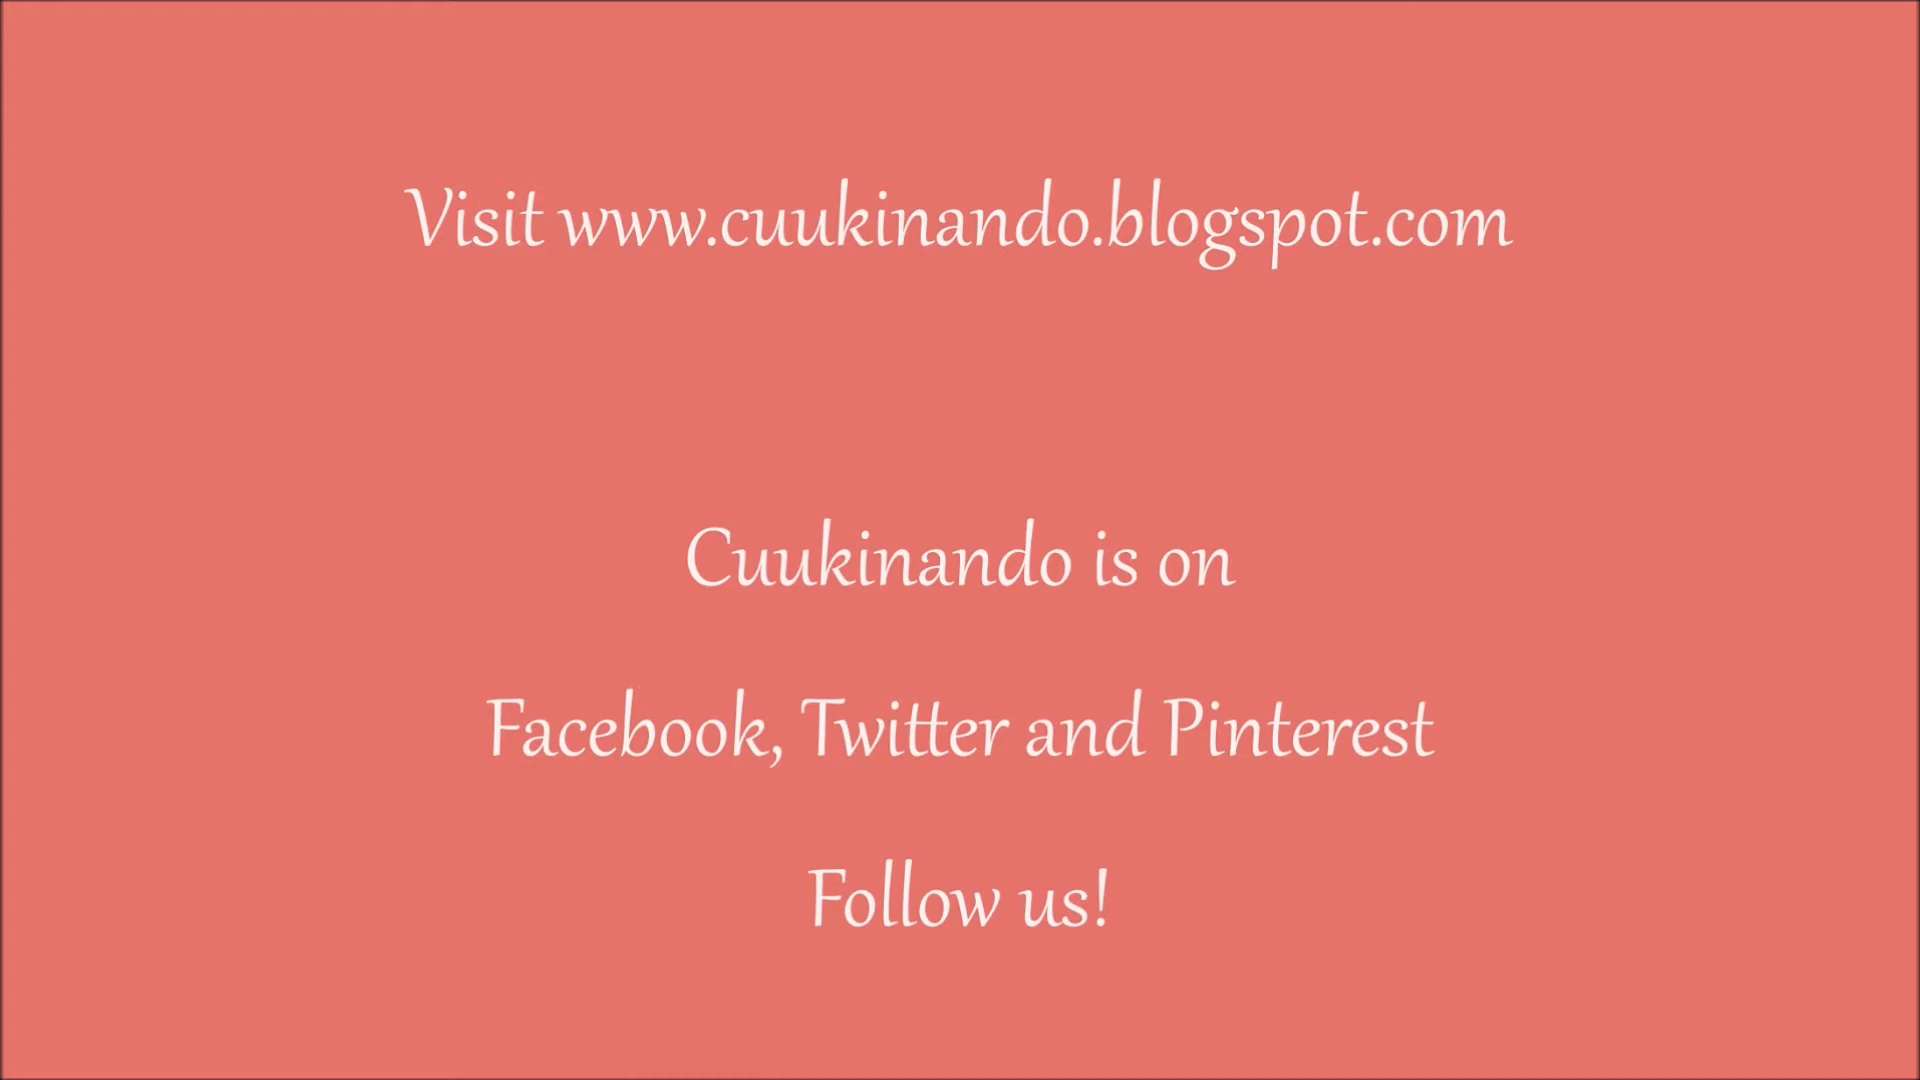 Visit www.cuukinando.blogspot.com
Cuukinando is on
Facebook, Twitter and Pinterest
Follow us!